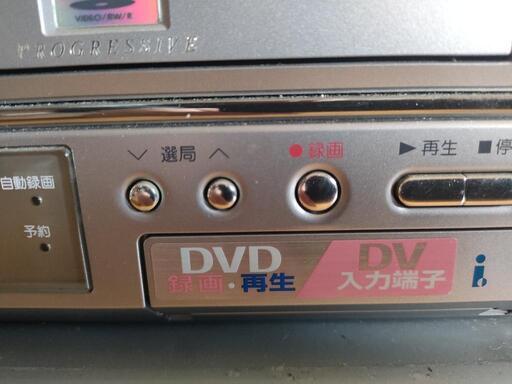 VIDEO/RW/R
PROGRESSIVE
∨ 選局 ∧
●録画
▶再生
■停
自動録画
予約
DVD
録画・再生
DV
入力端子
i